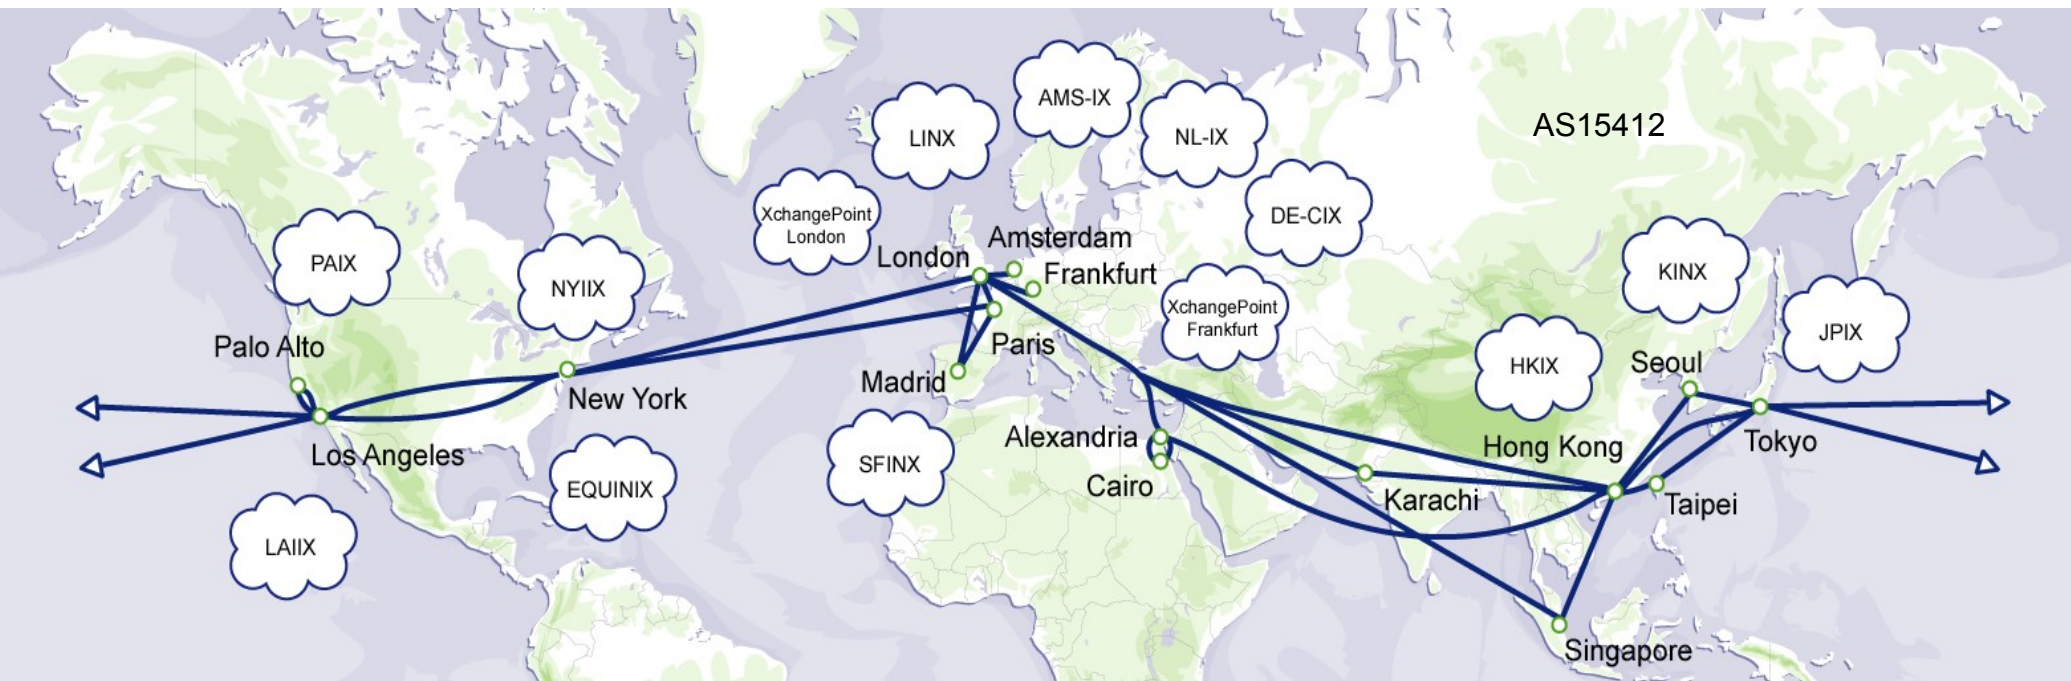 AMS-IX
AS15412
LINX
NL-IX
XchangePoint
London
DE-CIX
Amsterdam
London
Frankfurt
PAIX
NYIIX
KINX
XchangePoint
Frankfurt
JPIX
Palo Alto
Paris
Madrid
HKIX
Seoul
New York
Los Angeles
Alexandria
Hong Kong
Tokyo
SFINX
Cairo
EQUINIX
Karachi
Taipei
LAIIX
Singapore